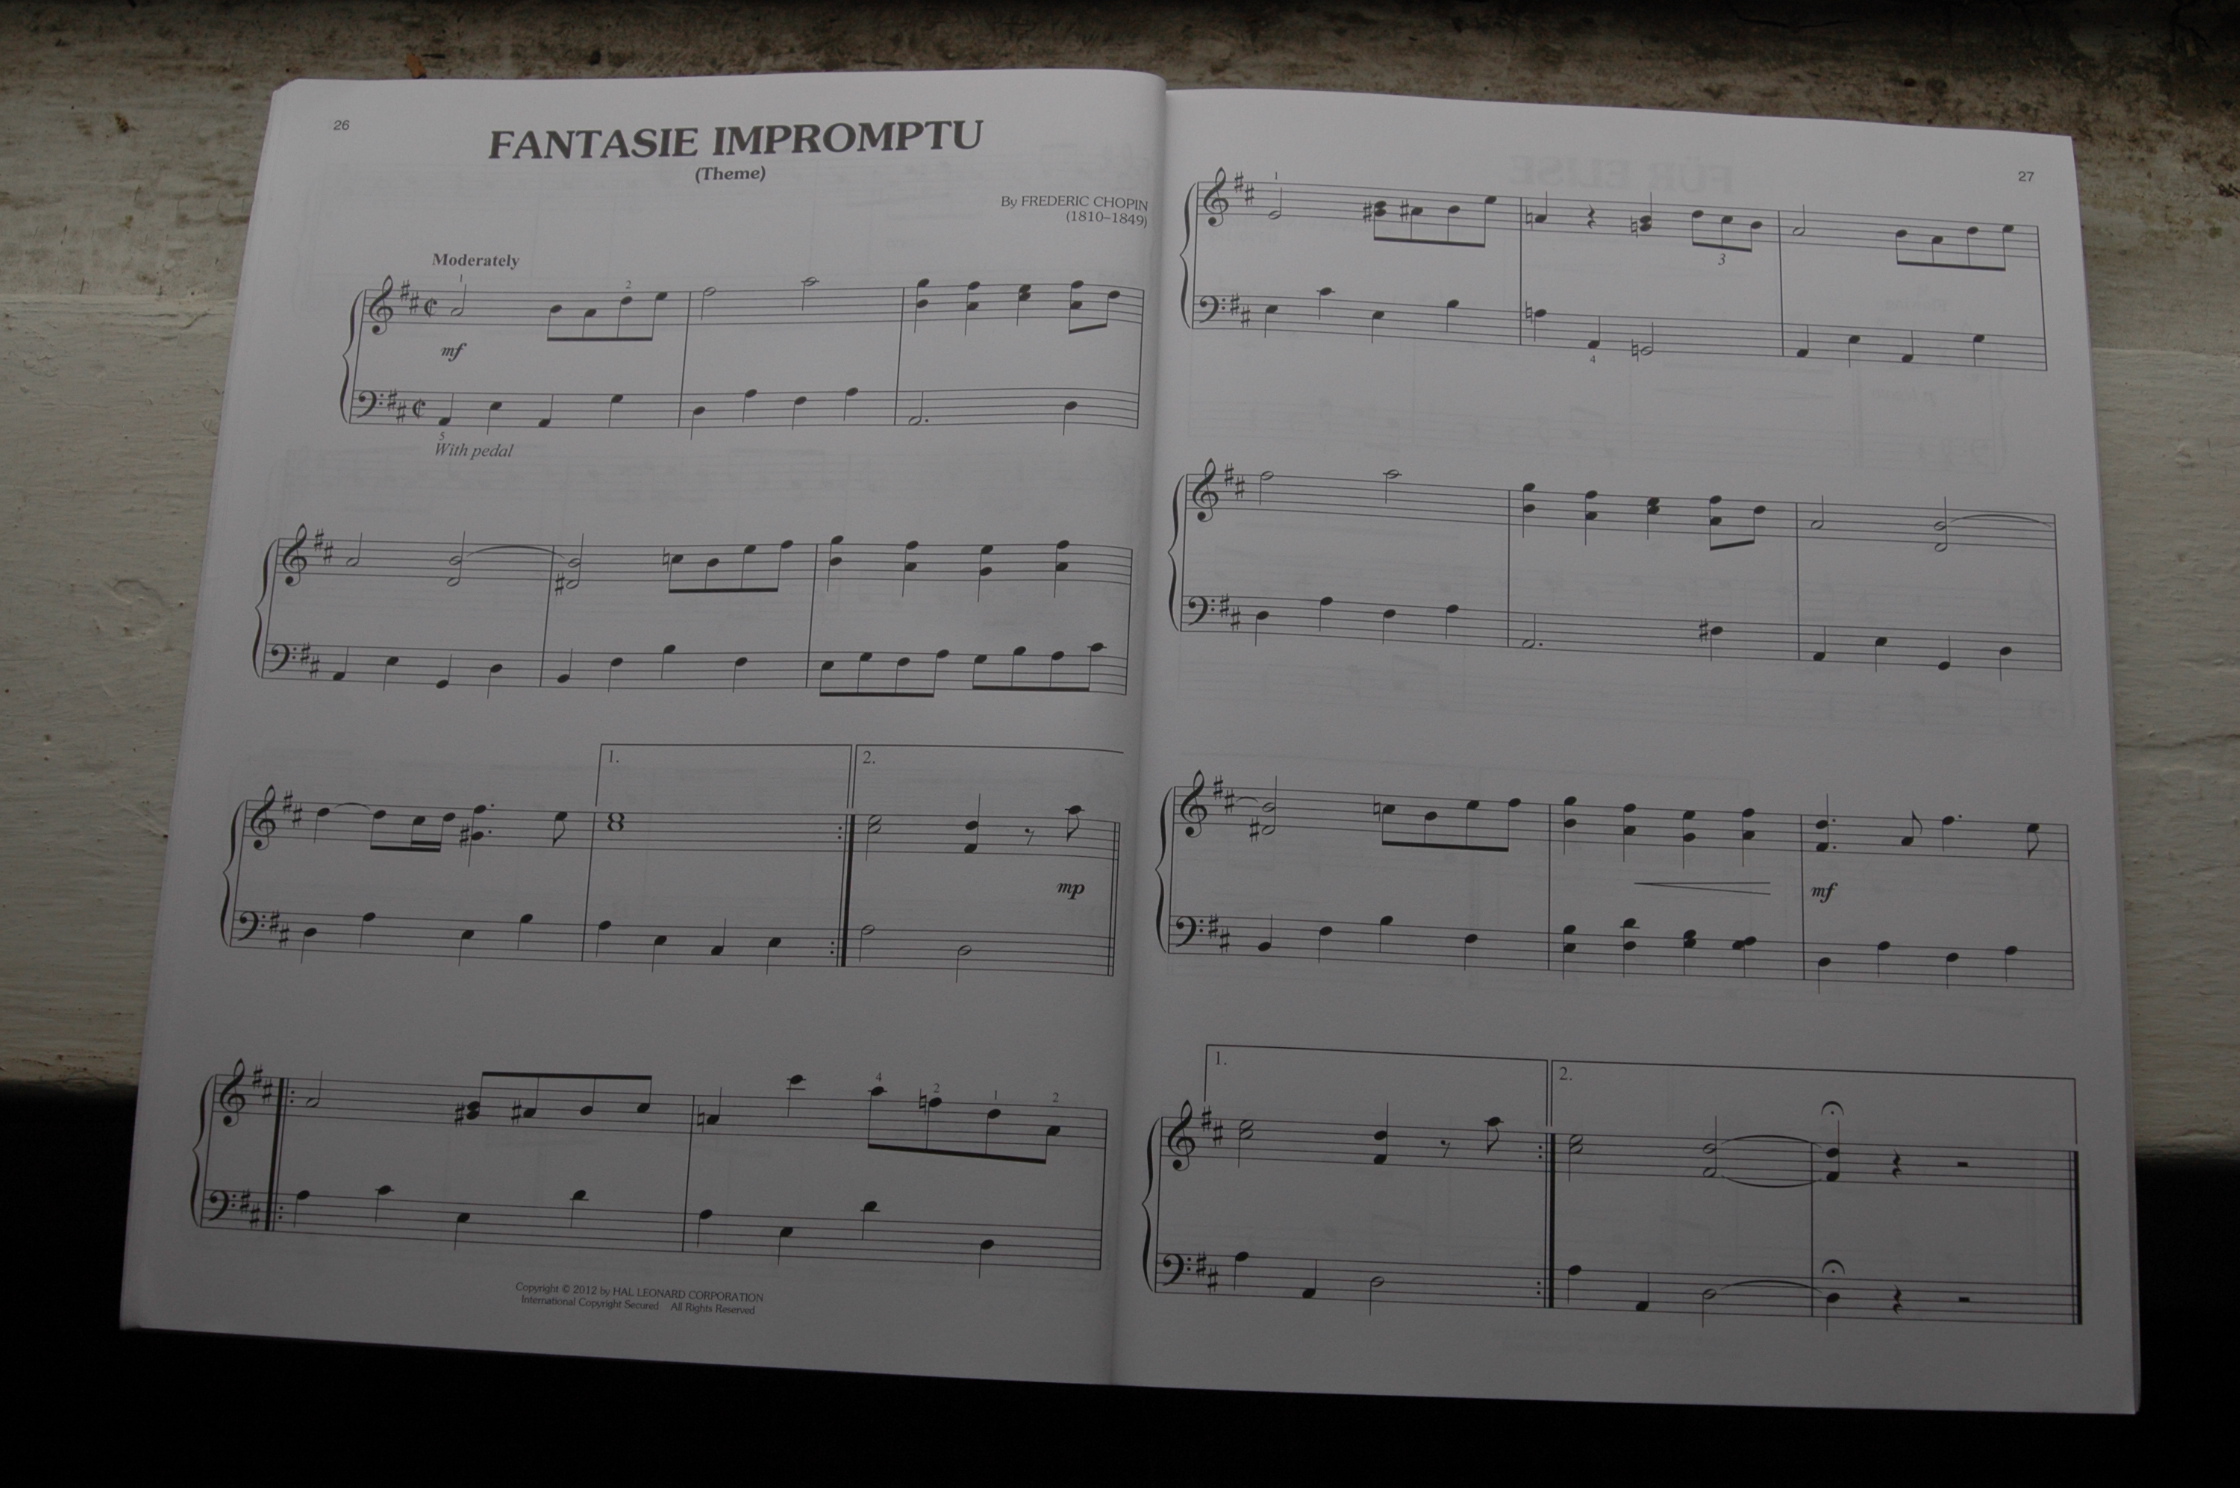 26
FANTASIE IMPROMPTU
(Theme)
By FREDERIC CHOPIN
(1810–1849)
Moderately
1
2
mf
5
With pedal
1.
2.
mp
4
2
1
2
Copyright © 2012 by HAL LEONARD CORPORATION
International Copyright Secured All Rights Reserved
27
1
3
4
mf
1.
2.